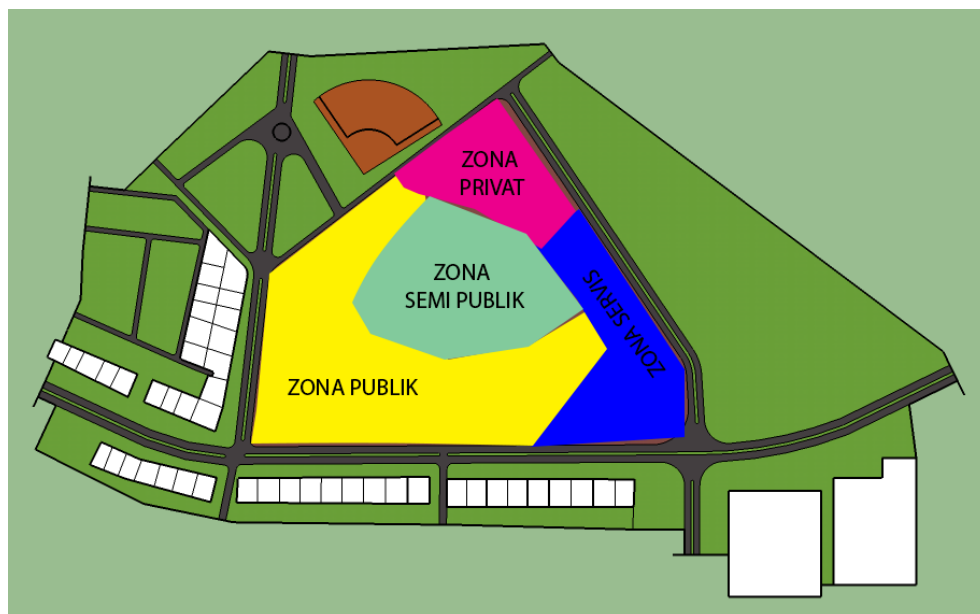 ZONA
PRIVAT
ZONA
SEMI PUBLIK
ZONA SERVIS
ZONA PUBLIK